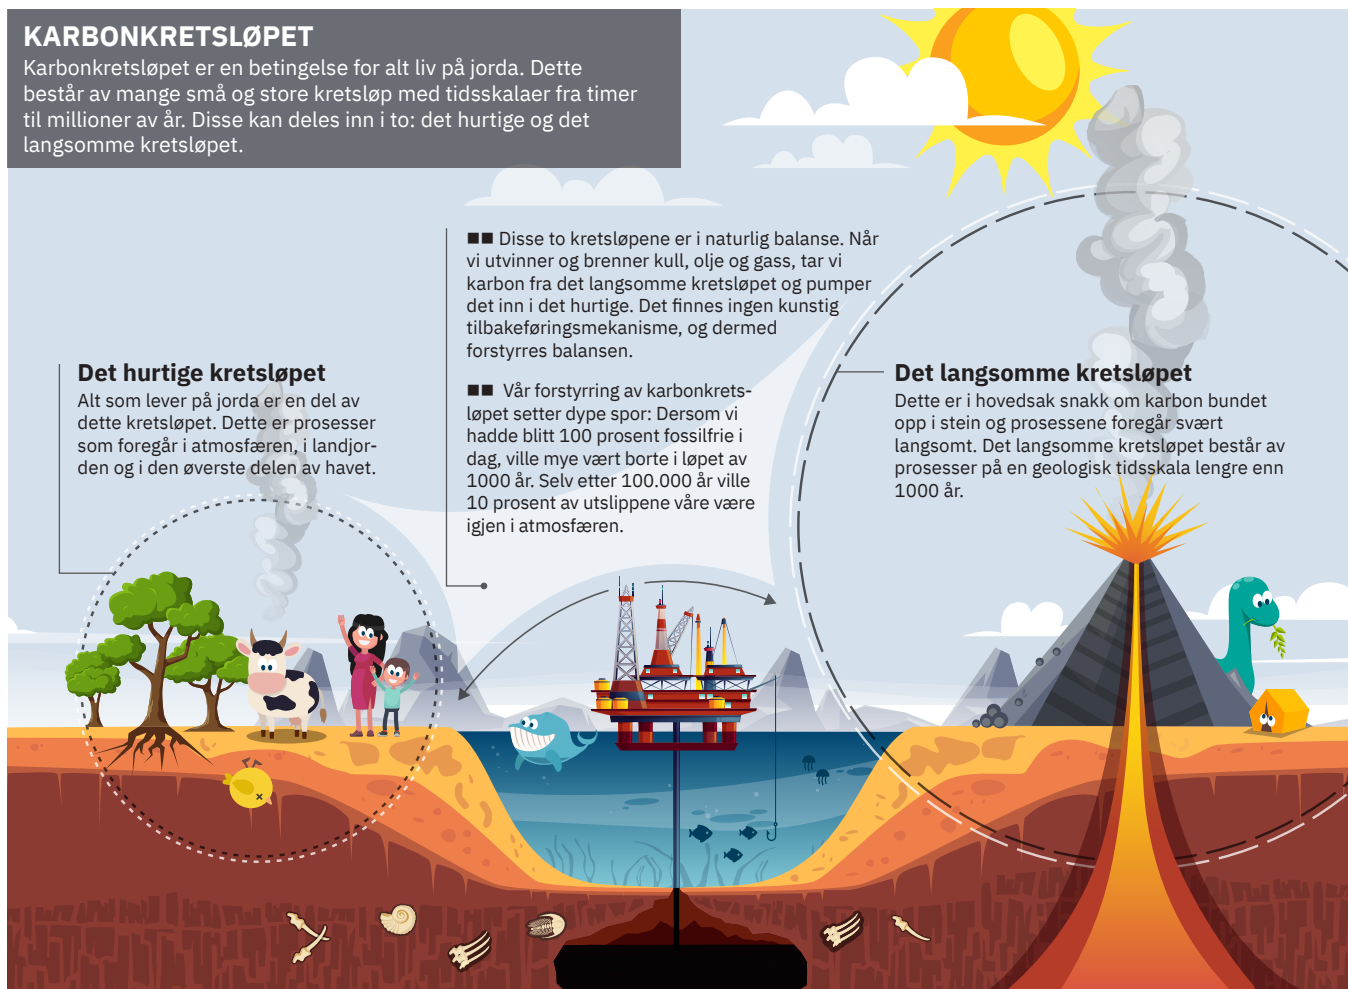 KARBONKRETSLØPET
Karbonkretsløpet er en betingelse for alt liv på jorda. Dette
består av mange små og store kretsløp med tidsskalaer fra timer
til millioner av år. Disse kan deles inn i to: det hurtige og det
langsomme kretsløpet.
■■ Disse to kretsløpene er i naturlig balanse. Når
vi utvinner og brenner kull, olje og gass, tar vi
karbon fra det langsomme kretsløpet og pumper
det inn i det hurtige. Det finnes ingen kunstig
tilbakeføringsmekanisme, og dermed
forstyrres balansen.
■■ Vår forstyrring av karbonkrets-
løpet setter dype spor: Dersom vi
hadde blitt 100 prosent fossilfrie i
dag, ville mye vært borte i løpet av
1000 år. Selv etter 100.000 år ville
10 prosent av utslippene våre være
igjen i atmosfæren.
Det hurtige kretsløpet
Alt som lever på jorda er en del av
dette kretsløpet. Dette er prosesser
som foregår i atmosfæren, i landjor-
den og i den øverste delen av havet.
Det langsomme kretsløpet
Dette er i hovedsak snakk om karbon bundet
opp i stein og prosessene foregår svært
langsomt. Det langsomme kretsløpet består av
prosesser på en geologisk tidsskala lengre enn
1000 år.